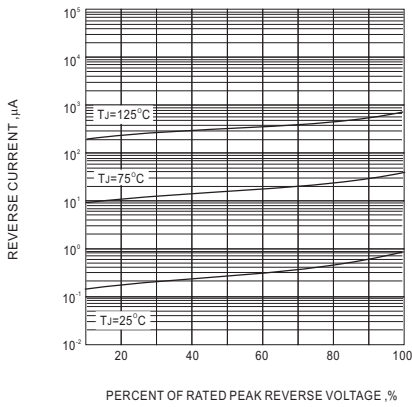 10⁵
10⁴
10³
TJ=125°C
10²
TJ=75°C
10¹
10⁰
10⁻¹
TJ=25°C
10⁻²
20 40 60 80 100
REVERSE CURRENT ,µA
PERCENT OF RATED PEAK REVERSE VOLTAGE ,%